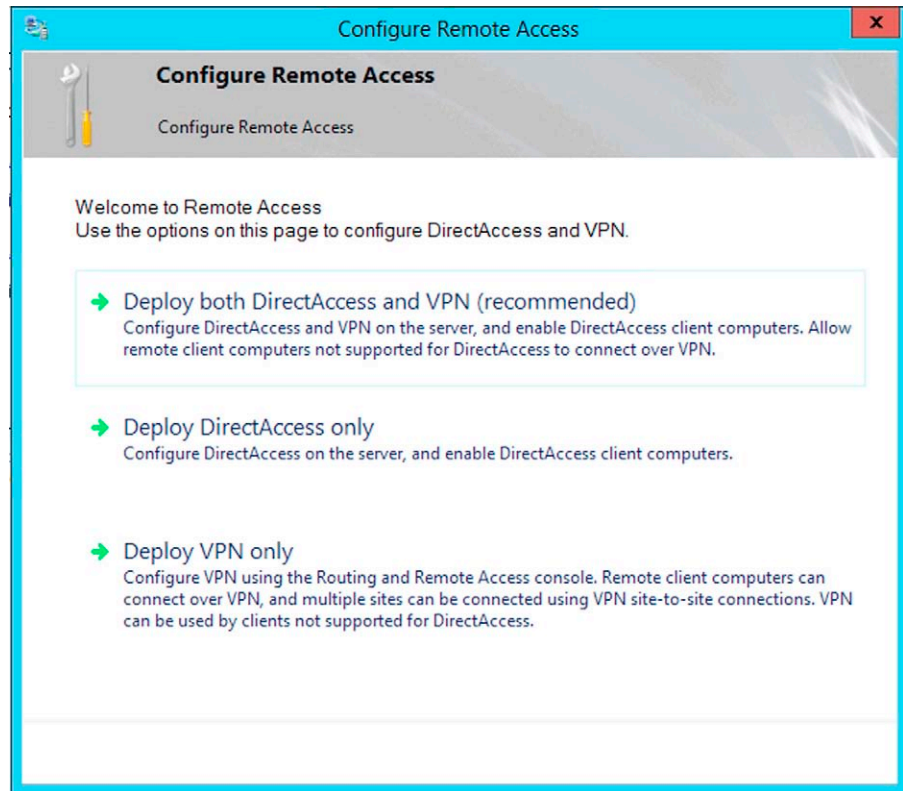 Configure Remote Access
x
Configure Remote Access
Configure Remote Access
Welcome to Remote Access
Use the options on this page to configure DirectAccess and VPN.
Deploy both DirectAccess and VPN (recommended)
Configure DirectAccess and VPN on the server, and enable DirectAccess client computers. Allow
remote client computers not supported for DirectAccess to connect over VPN.
Deploy DirectAccess only
Configure DirectAccess on the server, and enable DirectAccess client computers.
Deploy VPN only
Configure VPN using the Routing and Remote Access console. Remote client computers can
connect over VPN, and multiple sites can be connected using VPN site-to-site connections. VPN
can be used by clients not supported for DirectAccess.